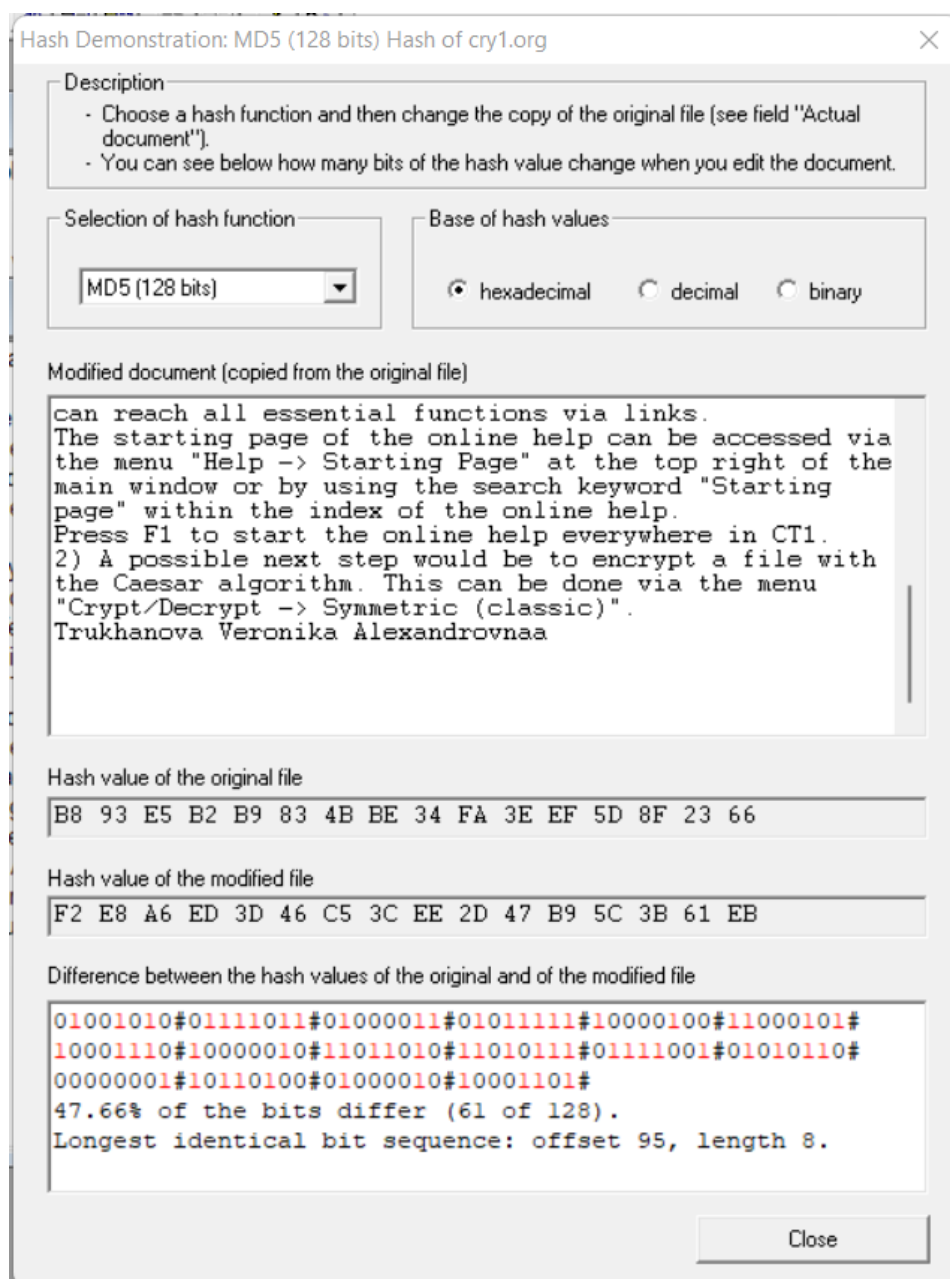 Hash Demonstration: MD5 (128 bits) Hash of cry1.org
Description
- Choose a hash function and then change the copy of the original file (see field "Actual
document").
- You can see below how many bits of the hash value change when you edit the document.
Selection of hash function
MD5 (128 bits)
Base of hash values
hexadecimal decimal binary
Modified document (copied from the original file)
can reach all essential functions via links.
The starting page of the online help can be accessed via
the menu "Help -> Starting Page" at the top right of the
main window or by using the search keyword "Starting
page" within the index of the online help.
Press F1 to start the online help everywhere in CT1.
2) A possible next step would be to encrypt a file with
the Caesar algorithm. This can be done via the menu
"Crypt/Decrypt -> Symmetric (classic)".
Trukhanova Veronika Alexandrovnaa
Hash value of the original file
B8 93 E5 B2 B9 83 4B BE 34 FA 3E EF 5D 8F 23 66
Hash value of the modified file
F2 E8 A6 ED 3D 46 C5 3C EE 2D 47 B9 5C 3B 61 EB
Difference between the hash values of the original and of the modified file
01001010#01111011#01000011#01011111#10000100#11000101#
10001110#10000010#11011010#11010111#01111001#01010110#
00000001#10110100#01000010#10001101#
47.66% of the bits differ (61 of 128).
Longest identical bit sequence: offset 95, length 8.
Close